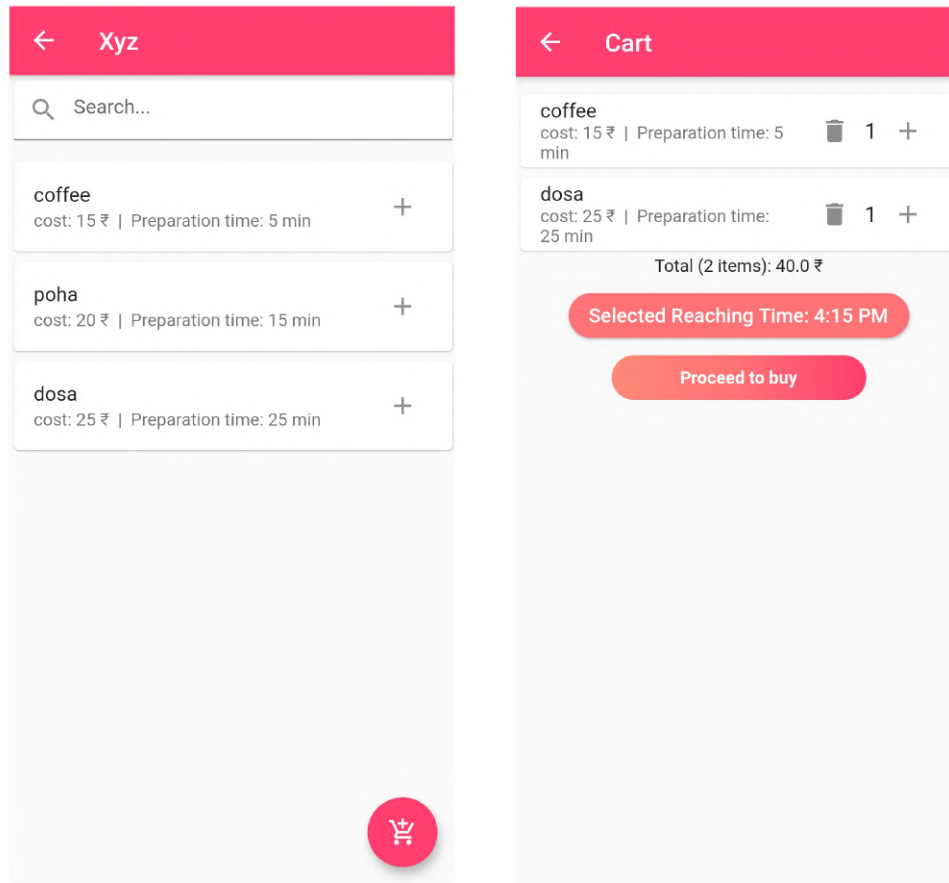 Xyz
Search...
coffee
cost: 15 ₹ | Preparation time: 5 min
poha
cost: 20 ₹ | Preparation time: 15 min
dosa
cost: 25 ₹ | Preparation time: 25 min
Cart
coffee
cost: 15 ₹ | Preparation time: 5
min
1
dosa
cost: 25 ₹ | Preparation time:
25 min
1
Total (2 items): 40.0 ₹
Selected Reaching Time: 4:15 PM
Proceed to buy